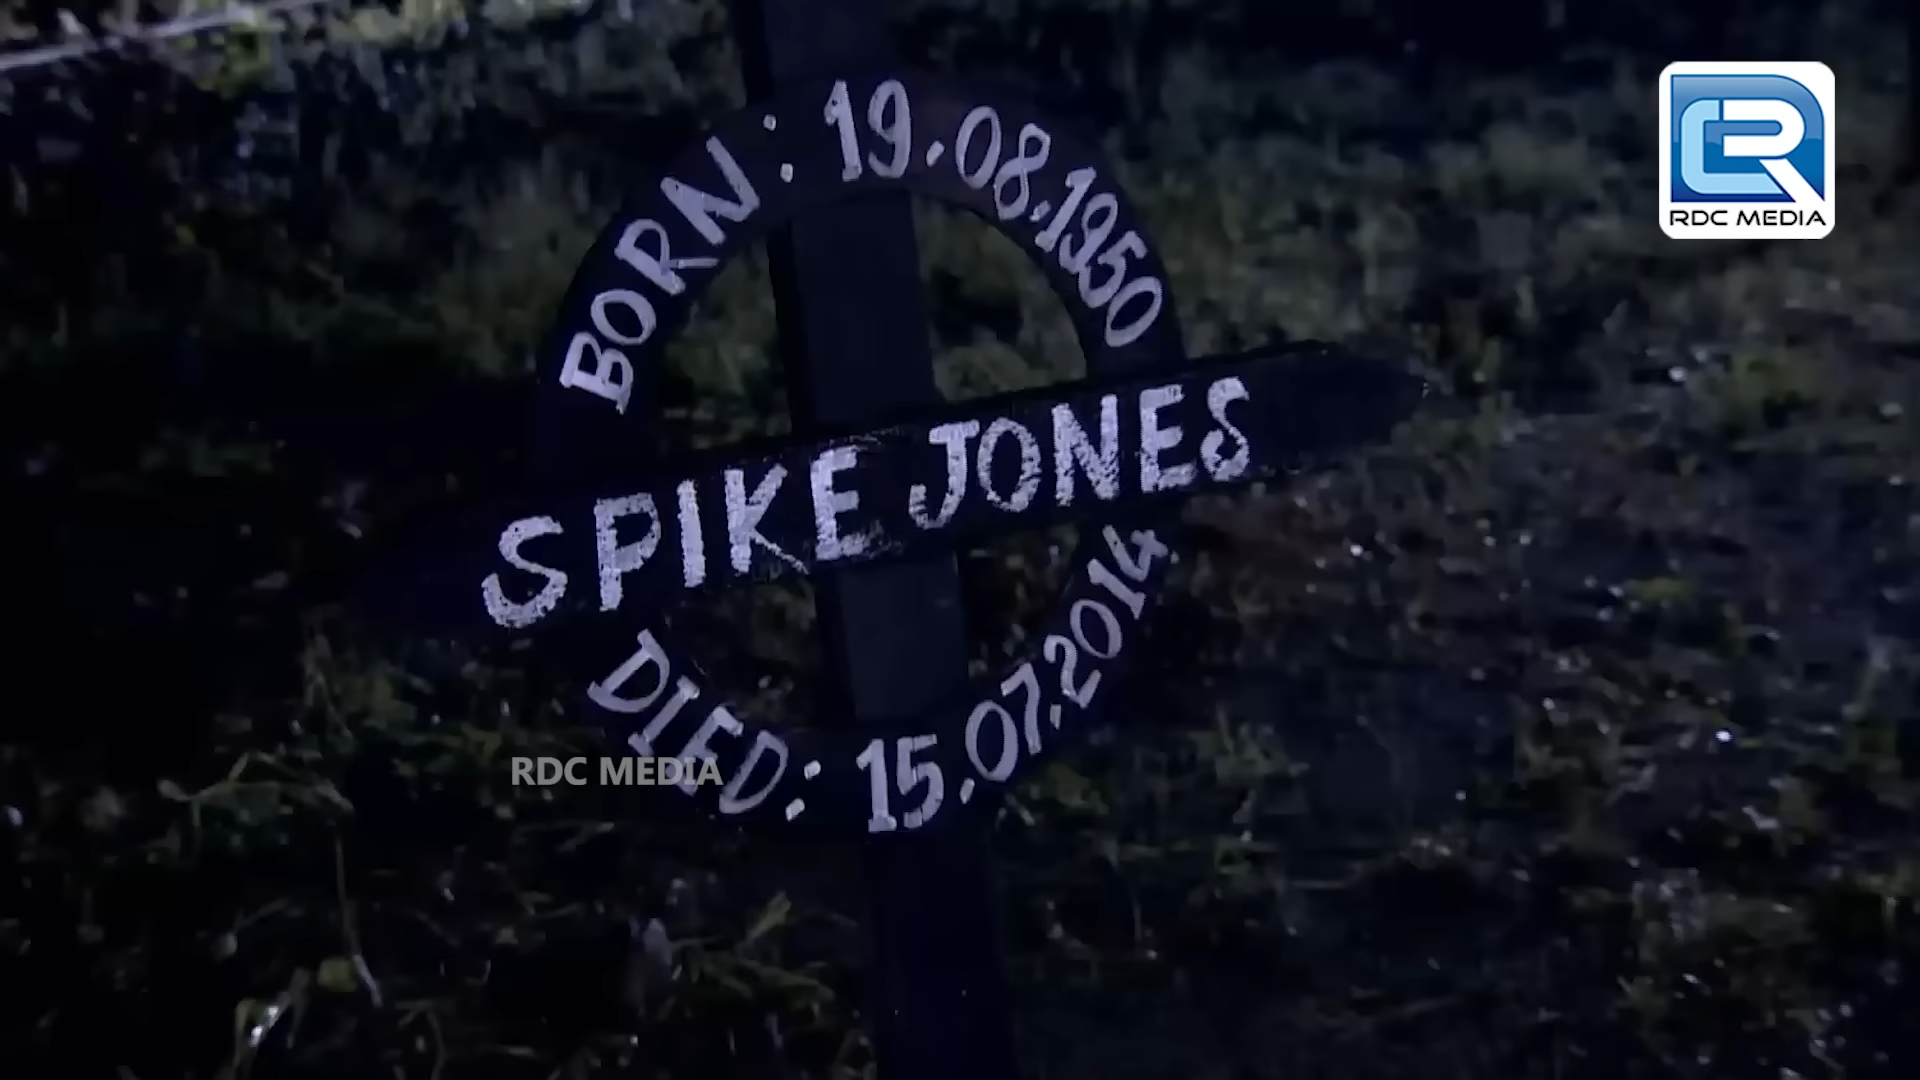 BORN: 19.08.1950
SPIKE JONES
DIED: 15.07.2014
RDC MEDIA
RDC MEDIA